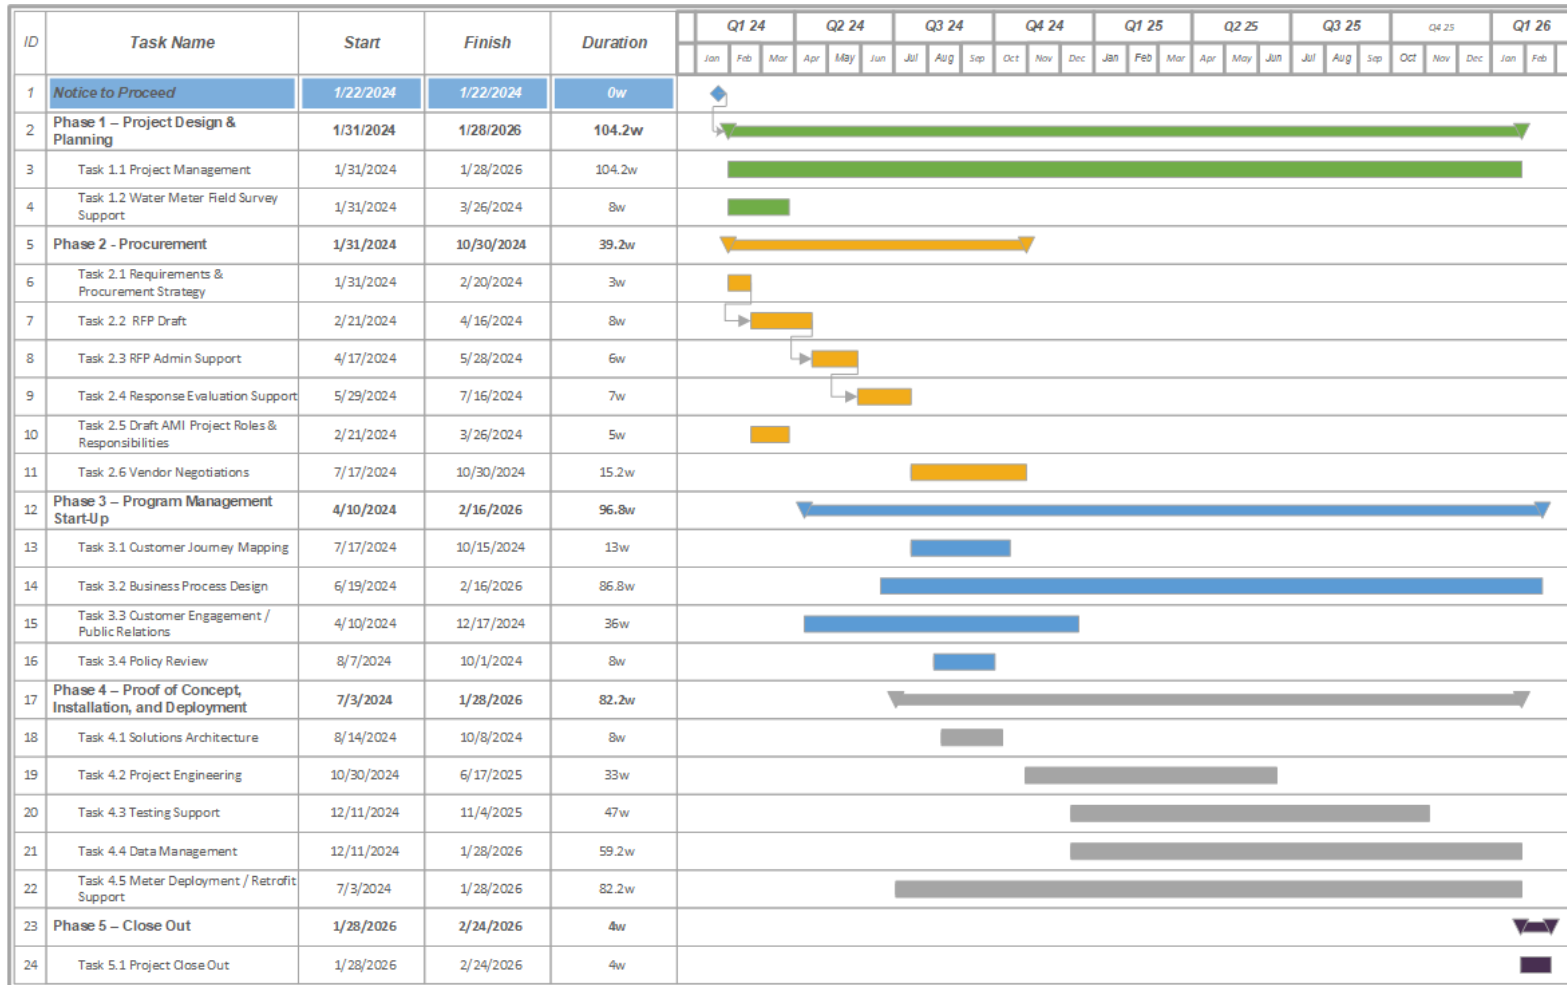 ID Task Name Start Finish Duration Q1 24 Q2 24 Q3 24 Q4 24 Q1 25 Q2 25 Q3 25 Q4 25 Q1 26
Jan Feb Mar Apr May Jun Jul Aug Sep Oct Nov Dec Jan Feb Mar Apr May Jun Jul Aug Sep Oct Nov Dec Jan Feb
1 Notice to Proceed 1/22/2024 1/22/2024 0w
2 Phase 1 – Project Design &
Planning 1/31/2024 1/28/2026 104.2w
3 Task 1.1 Project Management 1/31/2024 1/28/2026 104.2w
4 Task 1.2 Water Meter Field Survey
Support 1/31/2024 3/26/2024 8w
5 Phase 2 - Procurement 1/31/2024 10/30/2024 39.2w
6 Task 2.1 Requirements &
Procurement Strategy 1/31/2024 2/20/2024 3w
7 Task 2.2 RFP Draft 2/21/2024 4/16/2024 8w
8 Task 2.3 RFP Admin Support 4/17/2024 5/28/2024 6w
9 Task 2.4 Response Evaluation Support 5/29/2024 7/16/2024 7w
10 Task 2.5 Draft AMI Project Roles &
Responsibilities 2/21/2024 3/26/2024 5w
11 Task 2.6 Vendor Negotiations 7/17/2024 10/30/2024 15.2w
12 Phase 3 – Program Management
Start-Up 4/10/2024 2/16/2026 96.8w
13 Task 3.1 Customer Journey Mapping 7/17/2024 10/15/2024 13w
14 Task 3.2 Business Process Design 6/19/2024 2/16/2026 86.8w
15 Task 3.3 Customer Engagement /
Public Relations 4/10/2024 12/17/2024 36w
16 Task 3.4 Policy Review 8/7/2024 10/1/2024 8w
17 Phase 4 – Proof of Concept,
Installation, and Deployment 7/3/2024 1/28/2026 82.2w
18 Task 4.1 Solutions Architecture 8/14/2024 10/8/2024 8w
19 Task 4.2 Project Engineering 10/30/2024 6/17/2025 33w
20 Task 4.3 Testing Support 12/11/2024 11/4/2025 47w
21 Task 4.4 Data Management 12/11/2024 1/28/2026 59.2w
22 Task 4.5 Meter Deployment / Retrofit
Support 7/3/2024 1/28/2026 82.2w
23 Phase 5 – Close Out 1/28/2026 2/24/2026 4w
24 Task 5.1 Project Close Out 1/28/2026 2/24/2026 4w